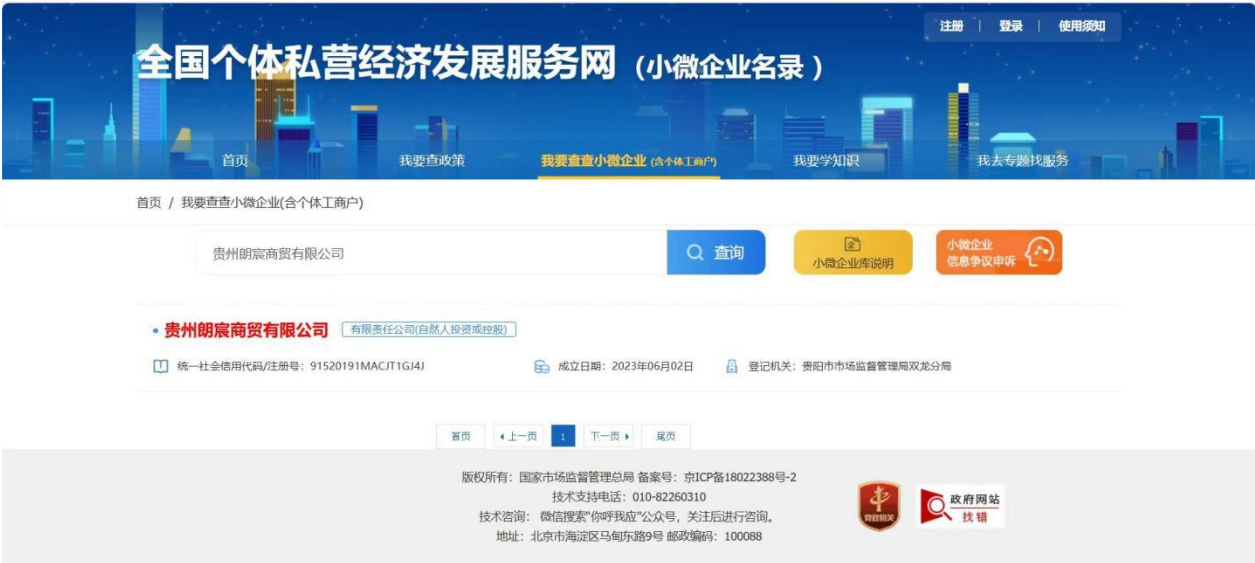 注册 | 登录 | 使用须知
全国个体私营经济发展服务网 (小微企业名录)
首页 我要查政策 我要查查小微企业 (含个体工商户) 我要学知识 我去专题找服务
首页 / 我要查查小微企业(含个体工商户)
贵州朗宸商贸有限公司 查询 小微企业库说明 小微企业
信息争议申诉
贵州朗宸商贸有限公司 有限责任公司(自然人投资或控股)
统一社会信用代码/注册号：91520191MACJT1GJ4J 成立日期：2023年06月02日 登记机关：贵阳市市场监督管理局双龙分局
首页 上一页 1 下一页 尾页
版权所有：国家市场监督管理总局 备案号：京ICP备18022388号-2
技术支持电话：010-82260310
技术咨询： 微信搜索"你呼我应"公众号，关注后进行咨询。
地址：北京市海淀区马甸东路9号 邮政编码：100088
党政机关
政府网站
找错